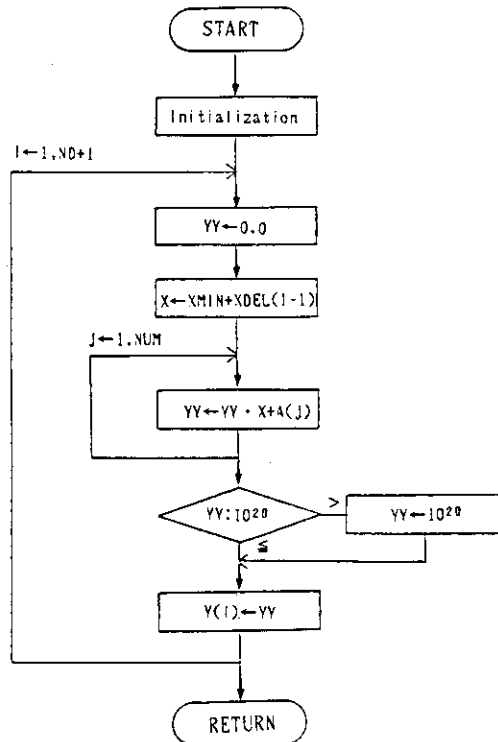 START
Initialization
I←1,ND+1
YY←0.0
X←XMIN+XDEL(I-1)
j←1,NUM
YY←YY・X+A(j)
YY:10²⁰
>
YY←10²⁰
≦
Y(I)←YY
RETURN